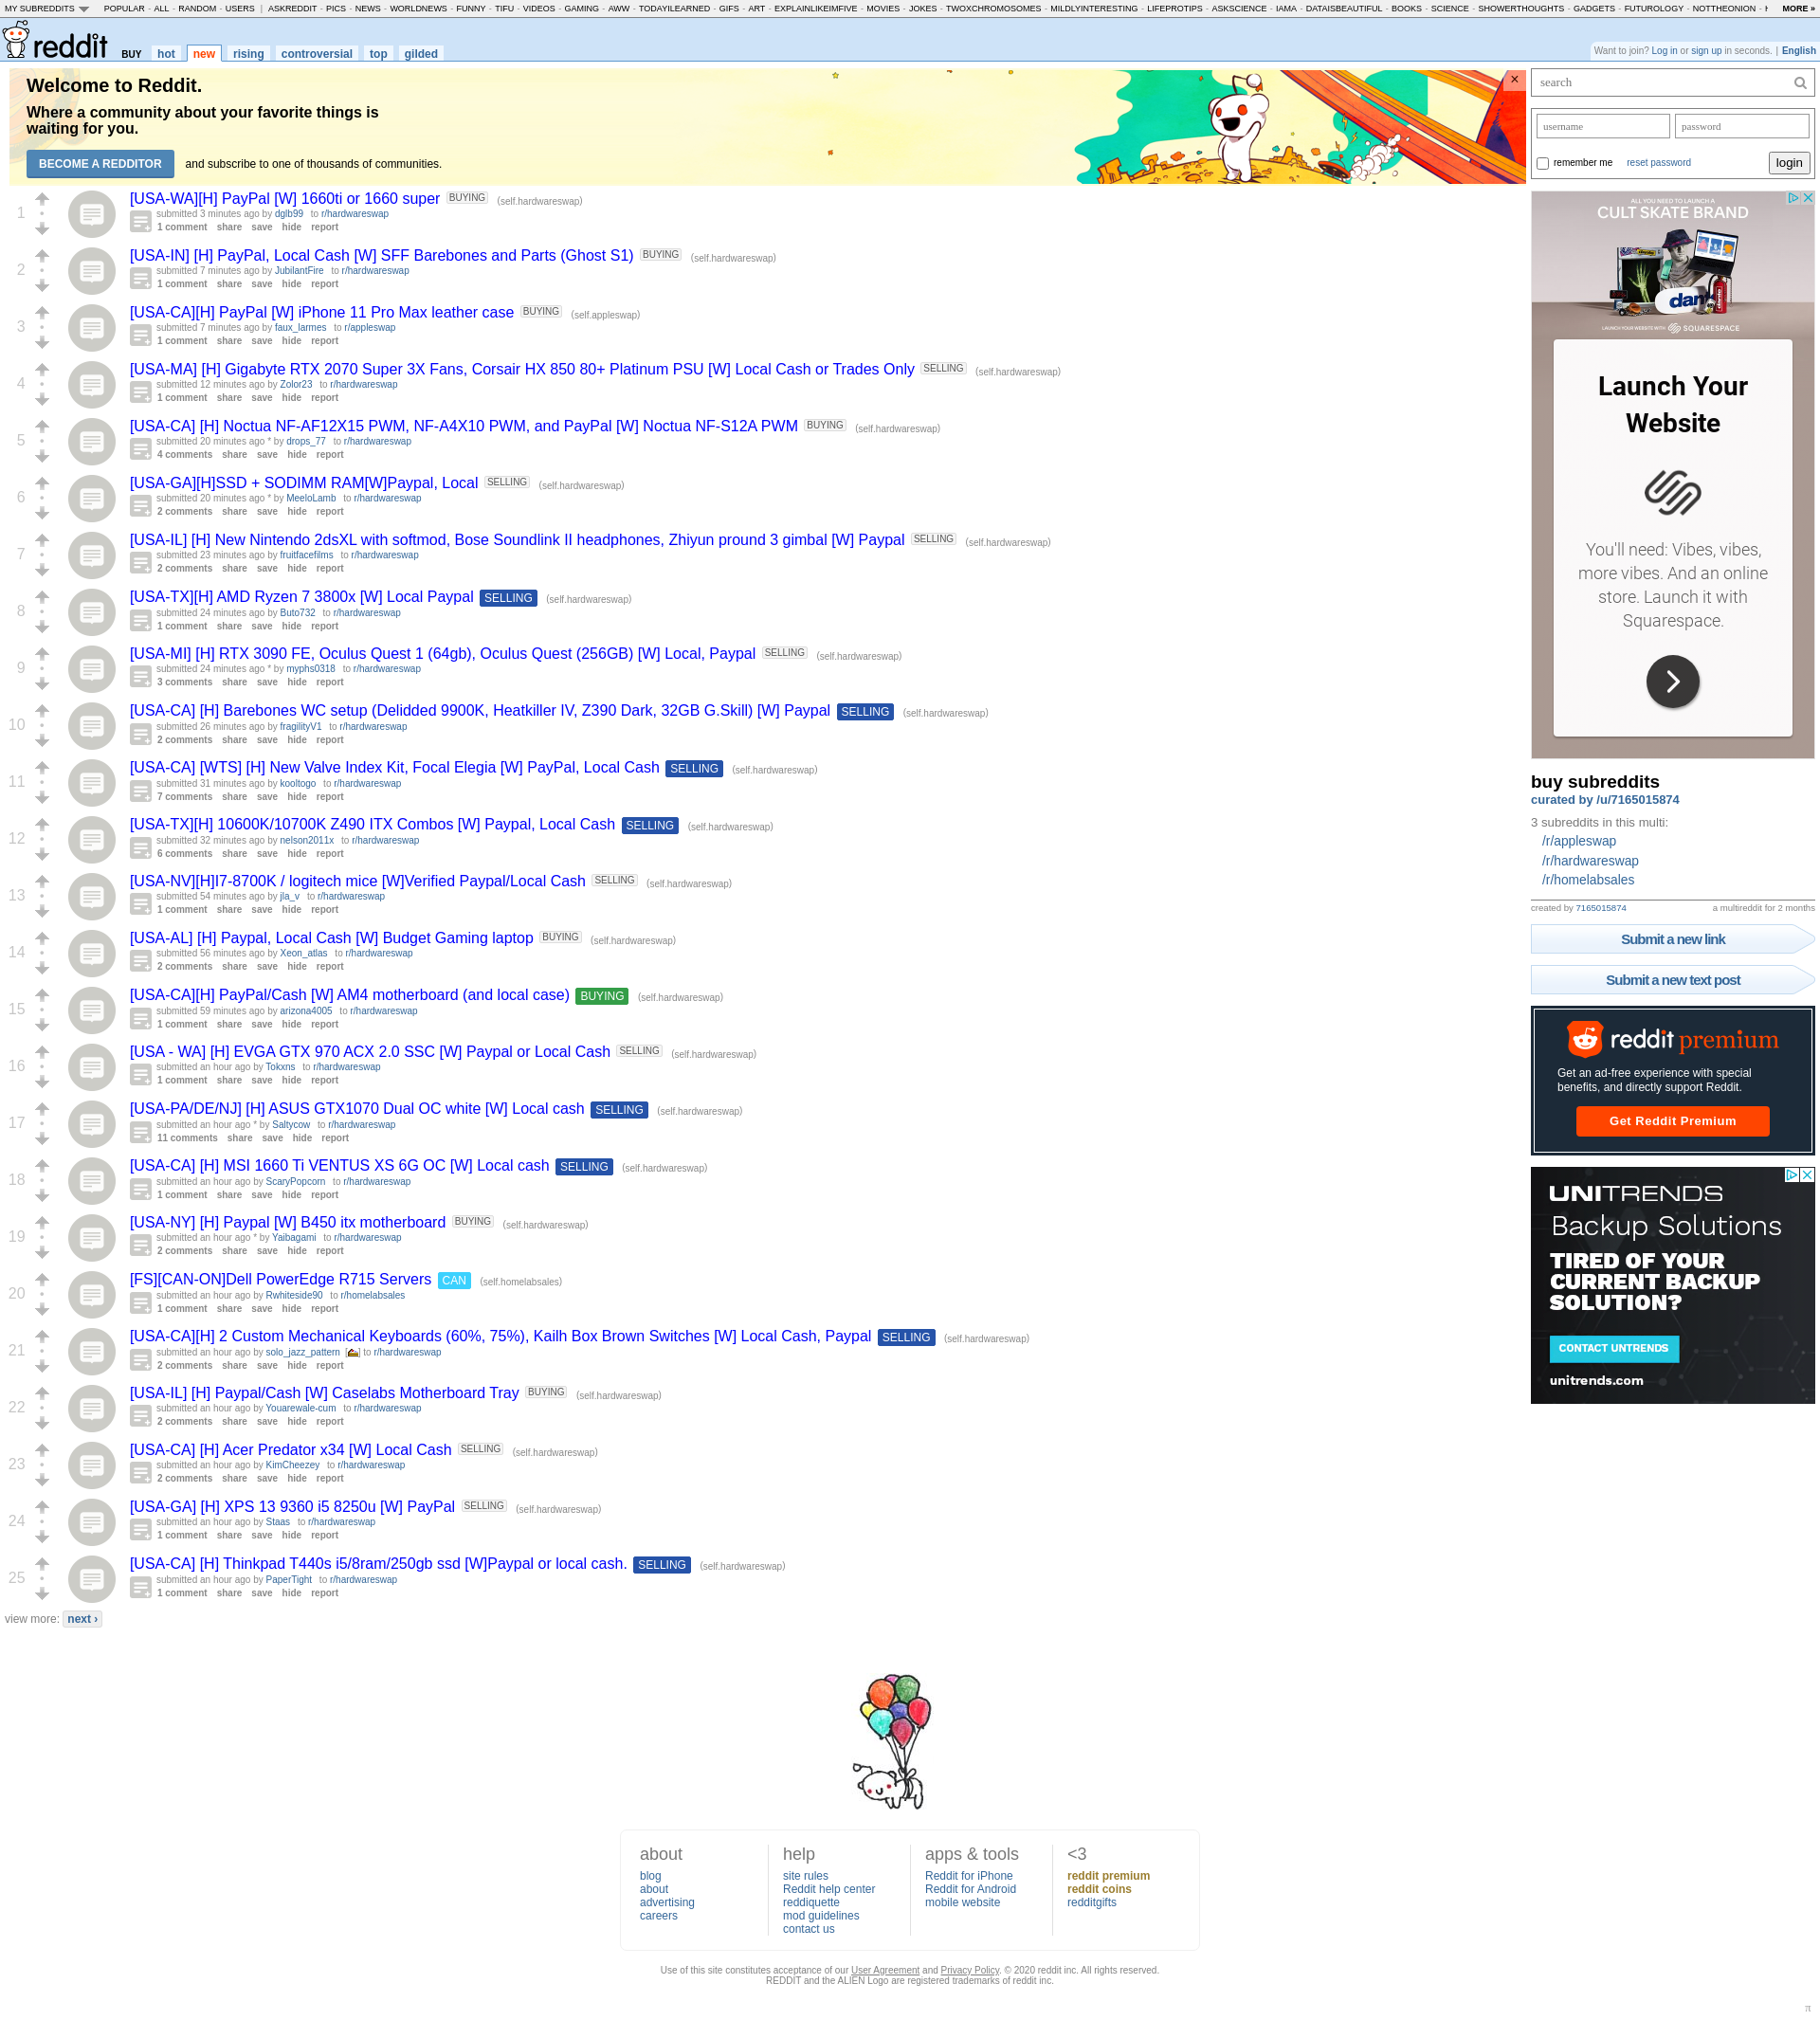 MY SUBREDDITS POPULAR - ALL - RANDOM - USERS | ASKREDDIT - PICS - NEWS - WORLDNEWS - FUNNY - TIFU - VIDEOS - GAMING - AWW - TODAYILEARNED - GIFS - ART - EXPLAINLIKEIMFIVE - MOVIES - JOKES - TWOXCHROMOSOMES - MILDLYINTERESTING - LIFEPROTIPS - ASKSCIENCE - IAMA - DATAISBEAUTIFUL - BOOKS - SCIENCE - SHOWERTHOUGHTS - GADGETS - FUTUROLOGY - NOTTHEONION - MORE »
reddit BUY hot new rising controversial top gilded
Want to join? Log in or sign up in seconds. | English
Welcome to Reddit.
Where a community about your favorite things is
waiting for you.
BECOME A REDDITOR and subscribe to one of thousands of communities.
1
[USA-WA][H] PayPal [W] 1660ti or 1660 super BUYING (self.hardwareswap)
submitted 3 minutes ago by dglb99 to r/hardwareswap
1 comment share save hide report
2
[USA-IN] [H] PayPal, Local Cash [W] SFF Barebones and Parts (Ghost S1) BUYING (self.hardwareswap)
submitted 7 minutes ago by JubilantFire to r/hardwareswap
1 comment share save hide report
3
[USA-CA][H] PayPal [W] iPhone 11 Pro Max leather case BUYING (self.appleswap)
submitted 7 minutes ago by faux_larmes to r/appleswap
1 comment share save hide report
4
[USA-MA] [H] Gigabyte RTX 2070 Super 3X Fans, Corsair HX 850 80+ Platinum PSU [W] Local Cash or Trades Only SELLING (self.hardwareswap)
submitted 12 minutes ago by Zolor23 to r/hardwareswap
1 comment share save hide report
5
[USA-CA] [H] Noctua NF-AF12X15 PWM, NF-A4X10 PWM, and PayPal [W] Noctua NF-S12A PWM BUYING (self.hardwareswap)
submitted 20 minutes ago * by drops_77 to r/hardwareswap
4 comments share save hide report
6
[USA-GA][H]SSD + SODIMM RAM[W]Paypal, Local SELLING (self.hardwareswap)
submitted 20 minutes ago * by MeeloLamb to r/hardwareswap
2 comments share save hide report
7
[USA-IL] [H] New Nintendo 2dsXL with softmod, Bose Soundlink II headphones, Zhiyun pround 3 gimbal [W] Paypal SELLING (self.hardwareswap)
submitted 23 minutes ago by fruitfacefilms to r/hardwareswap
2 comments share save hide report
8
[USA-TX][H] AMD Ryzen 7 3800x [W] Local Paypal SELLING (self.hardwareswap)
submitted 24 minutes ago by Buto732 to r/hardwareswap
1 comment share save hide report
9
[USA-MI] [H] RTX 3090 FE, Oculus Quest 1 (64gb), Oculus Quest (256GB) [W] Local, Paypal SELLING (self.hardwareswap)
submitted 24 minutes ago * by myphs0318 to r/hardwareswap
3 comments share save hide report
10
[USA-CA] [H] Barebones WC setup (Delidded 9900K, Heatkiller IV, Z390 Dark, 32GB G.Skill) [W] Paypal SELLING (self.hardwareswap)
submitted 26 minutes ago by fragilityV1 to r/hardwareswap
2 comments share save hide report
11
[USA-CA] [WTS] [H] New Valve Index Kit, Focal Elegia [W] PayPal, Local Cash SELLING (self.hardwareswap)
submitted 31 minutes ago by kooltogo to r/hardwareswap
7 comments share save hide report
12
[USA-TX][H] 10600K/10700K Z490 ITX Combos [W] Paypal, Local Cash SELLING (self.hardwareswap)
submitted 32 minutes ago by nelson2011x to r/hardwareswap
6 comments share save hide report
13
[USA-NV][H]I7-8700K / logitech mice [W]Verified Paypal/Local Cash SELLING (self.hardwareswap)
submitted 54 minutes ago by jla_v to r/hardwareswap
1 comment share save hide report
14
[USA-AL] [H] Paypal, Local Cash [W] Budget Gaming laptop BUYING (self.hardwareswap)
submitted 56 minutes ago by Xeon_atlas to r/hardwareswap
2 comments share save hide report
15
[USA-CA][H] PayPal/Cash [W] AM4 motherboard (and local case) BUYING (self.hardwareswap)
submitted 59 minutes ago by arizona4005 to r/hardwareswap
1 comment share save hide report
16
[USA - WA] [H] EVGA GTX 970 ACX 2.0 SSC [W] Paypal or Local Cash SELLING (self.hardwareswap)
submitted an hour ago by Tokxns to r/hardwareswap
1 comment share save hide report
17
[USA-PA/DE/NJ] [H] ASUS GTX1070 Dual OC white [W] Local cash SELLING (self.hardwareswap)
submitted an hour ago * by Saltycow to r/hardwareswap
11 comments share save hide report
18
[USA-CA] [H] MSI 1660 Ti VENTUS XS 6G OC [W] Local cash SELLING (self.hardwareswap)
submitted an hour ago by ScaryPopcorn to r/hardwareswap
1 comment share save hide report
19
[USA-NY] [H] Paypal [W] B450 itx motherboard BUYING (self.hardwareswap)
submitted an hour ago * by Yaibagami to r/hardwareswap
2 comments share save hide report
20
[FS][CAN-ON]Dell PowerEdge R715 Servers CAN (self.homelabsales)
submitted an hour ago by Rwhiteside90 to r/homelabsales
1 comment share save hide report
21
[USA-CA][H] 2 Custom Mechanical Keyboards (60%, 75%), Kailh Box Brown Switches [W] Local Cash, Paypal SELLING (self.hardwareswap)
submitted an hour ago by solo_jazz_pattern [] to r/hardwareswap
2 comments share save hide report
22
[USA-IL] [H] Paypal/Cash [W] Caselabs Motherboard Tray BUYING (self.hardwareswap)
submitted an hour ago by Youarewale-cum to r/hardwareswap
2 comments share save hide report
23
[USA-CA] [H] Acer Predator x34 [W] Local Cash SELLING (self.hardwareswap)
submitted an hour ago by KimCheezey to r/hardwareswap
2 comments share save hide report
24
[USA-GA] [H] XPS 13 9360 i5 8250u [W] PayPal SELLING (self.hardwareswap)
submitted an hour ago by Staas to r/hardwareswap
1 comment share save hide report
25
[USA-CA] [H] Thinkpad T440s i5/8ram/250gb ssd [W]Paypal or local cash. SELLING (self.hardwareswap)
submitted an hour ago by PaperTight to r/hardwareswap
1 comment share save hide report
view more: next ›
search
username password
remember me reset password login
ALL YOU NEED TO LAUNCH A
CULT SKATE BRAND
dan
LAUNCH YOUR WEBSITE WITH SQUARESPACE
Launch Your
Website
You'll need: Vibes, vibes,
more vibes. And an online
store. Launch it with
Squarespace.
buy subreddits
curated by /u/7165015874
3 subreddits in this multi:
/r/appleswap
/r/hardwareswap
/r/homelabsales
created by 7165015874 a multireddit for 2 months
Submit a new link
Submit a new text post
reddit premium
Get an ad-free experience with special
benefits, and directly support Reddit.
Get Reddit Premium
UNITRENDS
Backup Solutions
TIRED OF YOUR
CURRENT BACKUP
SOLUTION?
CONTACT UNITRENDS
unitrends.com
about
blog
about
advertising
careers
help
site rules
Reddit help center
reddiquette
mod guidelines
contact us
apps & tools
Reddit for iPhone
Reddit for Android
mobile website
<3
reddit premium
reddit coins
redditgifts
Use of this site constitutes acceptance of our User Agreement and Privacy Policy. © 2020 reddit inc. All rights reserved.
REDDIT and the ALIEN Logo are registered trademarks of reddit inc.
π